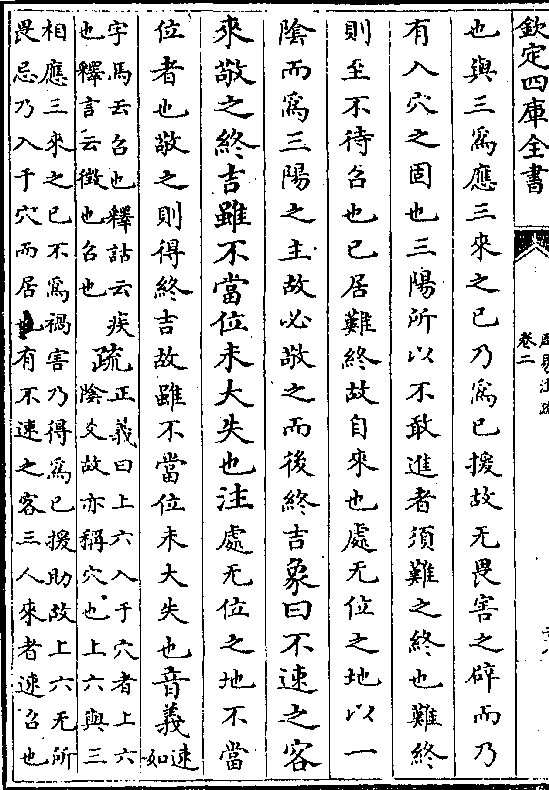 欽定四庫全書
卷二
也與三為應三來之已乃為已援故无畏害之辟而乃
有入穴之固也三陽所以不敢進者須難之終也難終
則至不待召也已居難終故自來也處无位之地以一
陰而為三陽之主故必敬之而後終吉象曰不速之客
來敬之終吉雖不當位未大失也注處无位之地不當
位者也敬之則得終吉故雖不當位未大失也音義速如
字馬云召也釋詁云疾
也釋言云徵也召也
疏
正義曰上六入于穴者上六
陰爻故亦稱穴也上六與三
相應三來之已不為禍害乃得為已援助故上六无所
畏忌乃入于穴而居也有不速之客三人來者速召也